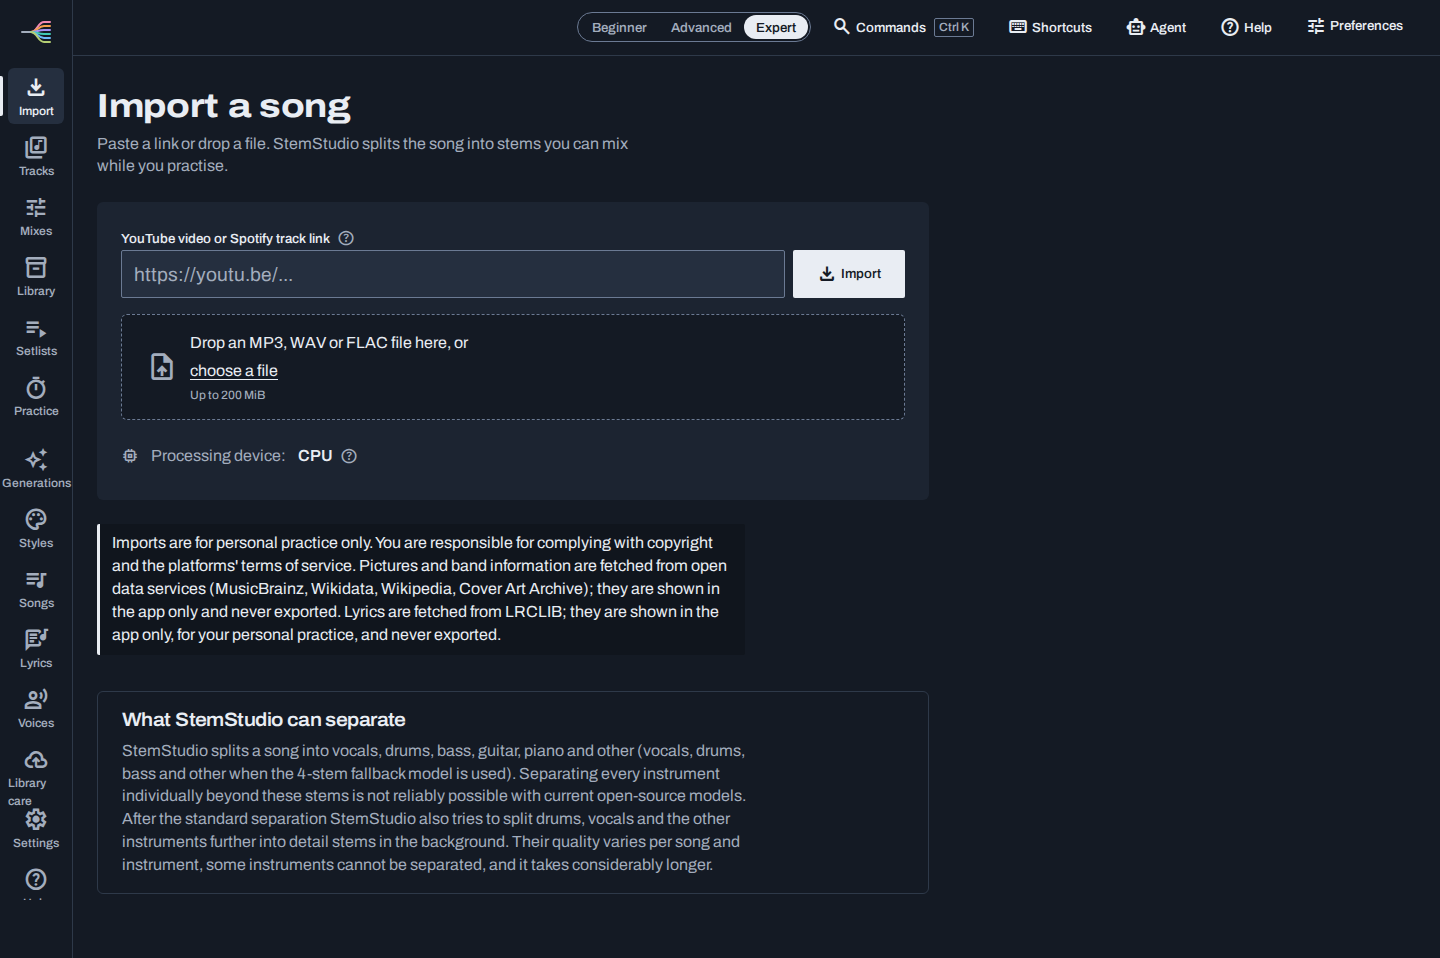 Beginner
Advanced
Expert
Commands
Ctrl K
Shortcuts
Agent
Help
Preferences
Import
Tracks
Mixes
Library
Setlists
Practice
Generations
Styles
Songs
Lyrics
Voices
Library
care
Settings
Import a song
Paste a link or drop a file. StemStudio splits the song into stems you can mix
while you practise.
YouTube video or Spotify track link
https://youtu.be/...
Import
Drop an MP3, WAV or FLAC file here, or
choose a file
Up to 200 MiB
Processing device: CPU
Imports are for personal practice only. You are responsible for complying with copyright
and the platforms' terms of service. Pictures and band information are fetched from open
data services (MusicBrainz, Wikidata, Wikipedia, Cover Art Archive); they are shown in
the app only and never exported. Lyrics are fetched from LRCLIB; they are shown in the
app only, for your personal practice, and never exported.
What StemStudio can separate
StemStudio splits a song into vocals, drums, bass, guitar, piano and other (vocals, drums,
bass and other when the 4-stem fallback model is used). Separating every instrument
individually beyond these stems is not reliably possible with current open-source models.
After the standard separation StemStudio also tries to split drums, vocals and the other
instruments further into detail stems in the background. Their quality varies per song and
instrument, some instruments cannot be separated, and it takes considerably longer.